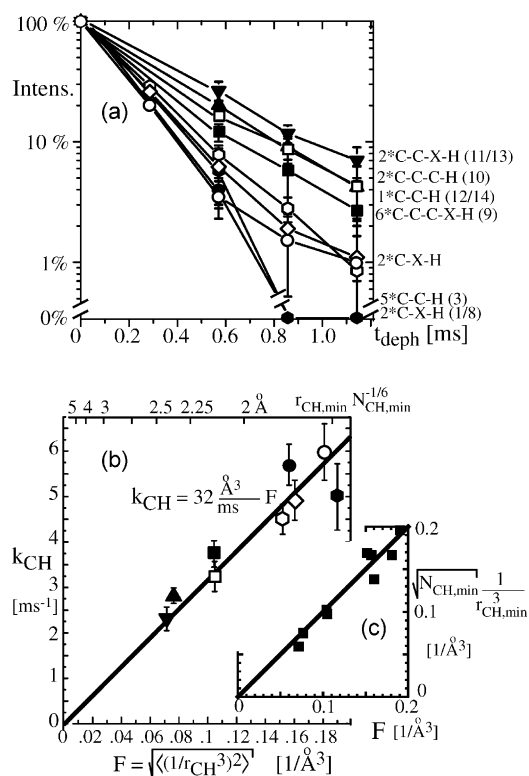 100 %
Intens.
(a)
10 %
1%
0%
2*C-C-X-H (11/13)
2*C-C-C-H (10)
1*C-C-H (12/14)
6*C-C-C-X-H (9)
2*C-X-H
5*C-C-H (3)
2*C-X-H (1/8)
0.0 0.2 0.4 0.6 0.8 1.0 t_deph [ms]
5 4 3 2.5 2.25 2 Å r_CH,min N_CH,min^-1/6
(b)
k_CH = 32 Å³/ms F
6
5
4
3
2
1
0
k_CH
[ms⁻¹]
0 .02 .04 .06 .08 .1 .12 .14 .16 .18
F = √⟨(1/r_CH³)²⟩ [1/Å³]
(c)
0.2
0.1
0
√N_CH,min 1/r³_CH,min
[1/Å³]
0 0.1 0.2
F [1/Å³]